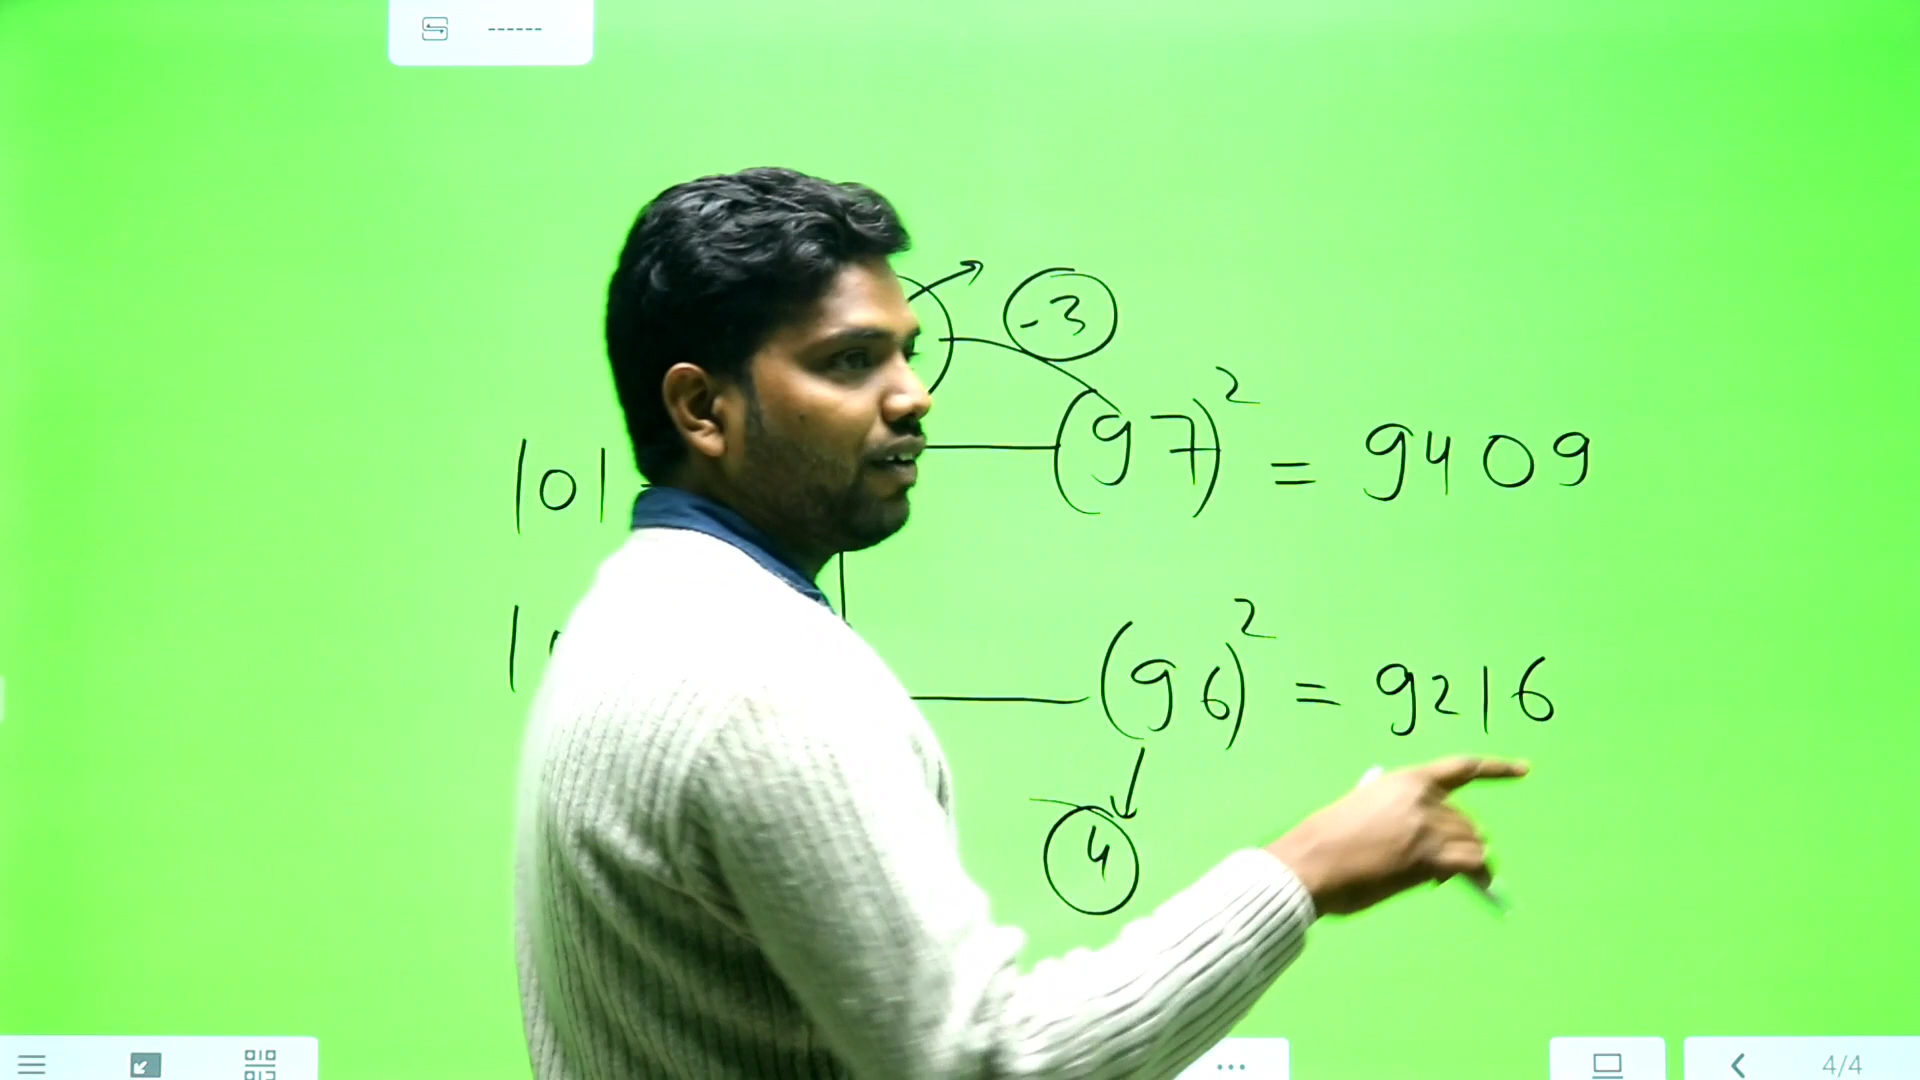 ------
-3
101
(97)² = 9409
(96)² = 9216
4
4/4